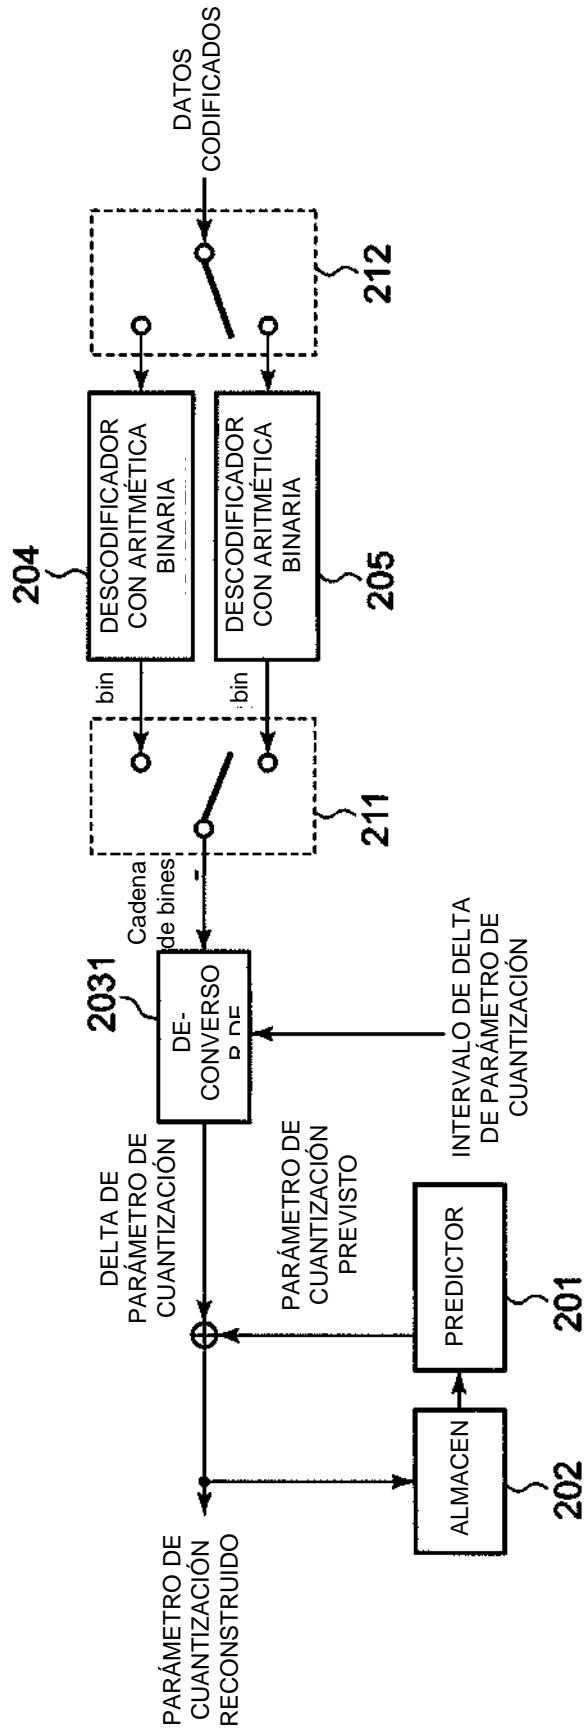 204
DESCODIFICADOR
CON ARITMÉTICA
BINARIA
DATOS
CODIFICADOS
212
bin
DESCODIFICADOR
CON ARITMÉTICA
BINARIA
205
bin
211
Cadena
de bines
2031
DE-
CONVERSO
INTERVALO DE DELTA
DE PARÁMETRO DE
CUANTIZACIÓN
DELTA DE
PARÁMETRO DE
CUANTIZACIÓN
PARÁMETRO DE
CUANTIZACIÓN
PREVISTO
PREDICTOR
201
ALMACEN
202
PARÁMETRO DE
CUANTIZACIÓN
RECONSTRUIDO